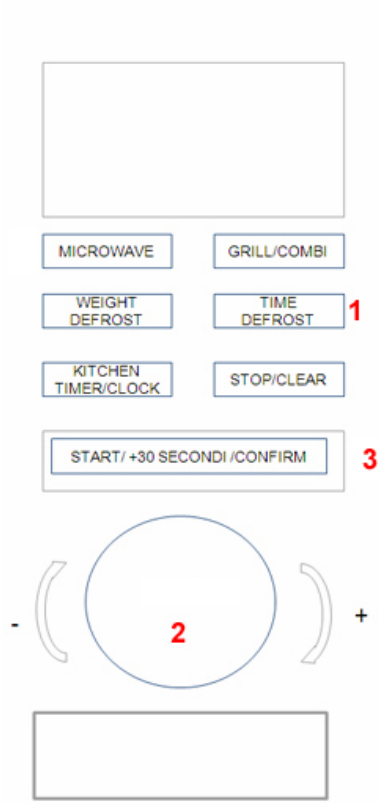 MICROWAVE
GRILL/COMBI
WEIGHT
DEFROST
TIME
DEFROST
1
KITCHEN
TIMER/CLOCK
STOP/CLEAR
START/ +30 SECONDI /CONFIRM
3
-
2
+